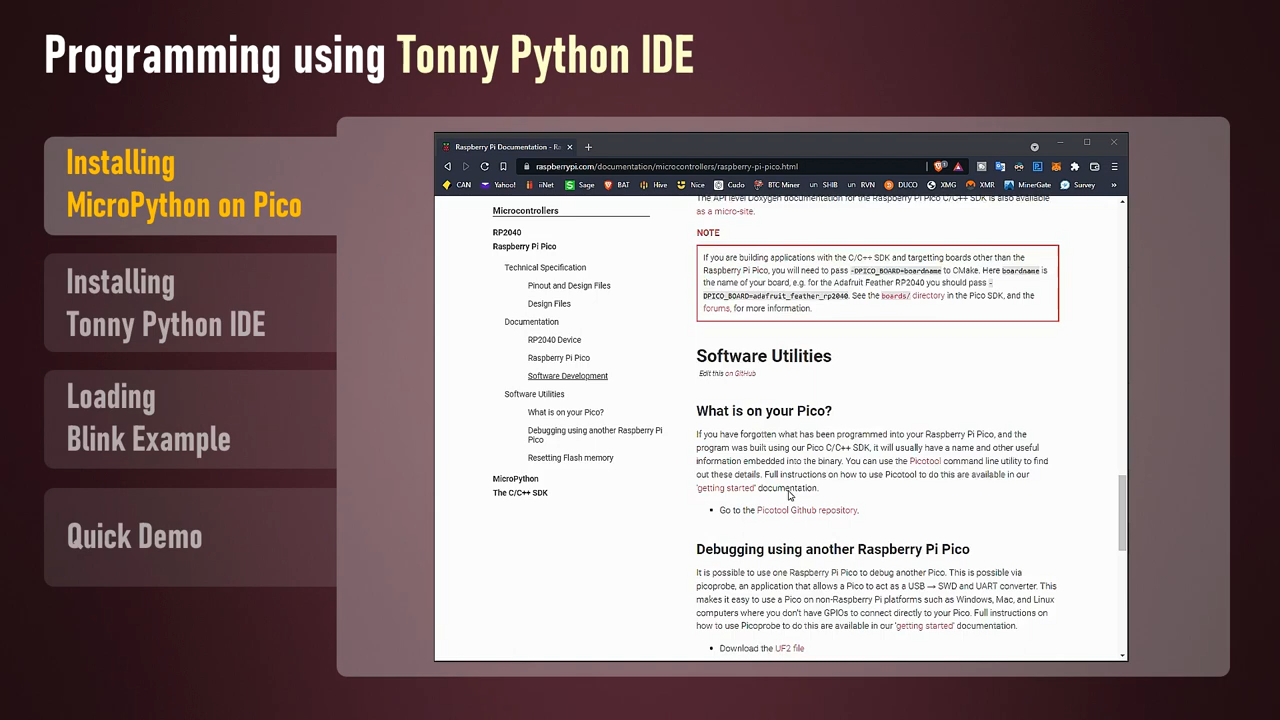 Programming using Tonny Python IDE
Installing
MicroPython on Pico
Installing
Tonny Python IDE
Loading
Blink Example
Quick Demo
Raspberry Pi Documentation - Ra
raspberrypi.com/documentation/microcontrollers/raspberry-pi-pico.html
CAN Yahoo! iiNet Sage BAT Hive Nice Cudo BTC Miner SHIB RVN DUCO XMG XMR MinerGate Survey »
Microcontrollers
RP2040
Raspberry Pi Pico
Technical Specification
Pinout and Design Files
Design Files
Documentation
RP2040 Device
Raspberry Pi Pico
Software Development
Software Utilities
What is on your Pico?
Debugging using another Raspberry Pi
Pico
Resetting Flash memory
MicroPython
The C/C++ SDK
The API level Doxygen documentation for the Raspberry Pi Pico C/C++ SDK is also available
as a micro-site.
NOTE
If you are building applications with the C/C++ SDK and targetting boards other than the
Raspberry Pi Pico, you will need to pass -DPICO_BOARD=boardname to CMake. Here boardname is
the name of your board, e.g. for the Adafruit Feather RP2040 you should pass -
DPICO_BOARD=adafruit_feather_rp2040. See the boards/ directory in the Pico SDK, and the
forums, for more information.
Software Utilities
Edit this on GitHub
What is on your Pico?
If you have forgotten what has been programmed into your Raspberry Pi Pico, and the
program was built using our Pico C/C++ SDK, it will usually have a name and other useful
information embedded into the binary. You can use the Picotool command line utility to find
out these details. Full instructions on how to use Picotool to do this are available in our
'getting started' documentation.
• Go to the Picotool Github repository.
Debugging using another Raspberry Pi Pico
It is possible to use one Raspberry Pi Pico to debug another Pico. This is possible via
picoprobe, an application that allows a Pico to act as a USB → SWD and UART converter. This
makes it easy to use a Pico on non-Raspberry Pi platforms such as Windows, Mac, and Linux
computers where you don't have GPIOs to connect directly to your Pico. Full instructions on
how to use Picoprobe to do this are available in our 'getting started' documentation.
• Download the UF2 file